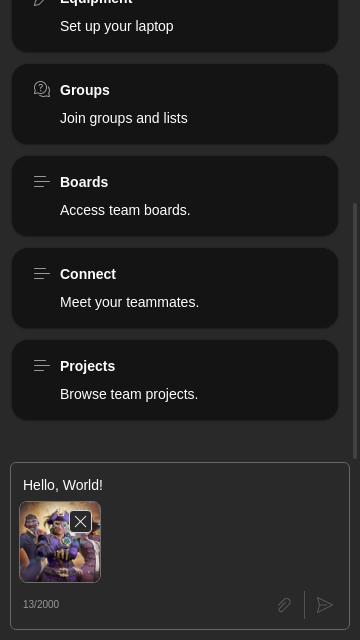 Equipment
Set up your laptop
Groups
Join groups and lists
Boards
Access team boards.
Connect
Meet your teammates.
Projects
Browse team projects.
Hello, World!
13/2000